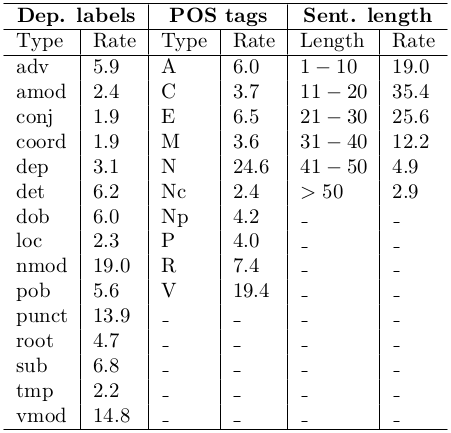 Dep. labels POS tags Sent. length
Type Rate Type Rate Length Rate
adv 5.9 A 6.0 1 − 10 19.0
amod 2.4 C 3.7 11 − 20 35.4
conj 1.9 E 6.5 21 − 30 25.6
coord 1.9 M 3.6 31 − 40 12.2
dep 3.1 N 24.6 41 − 50 4.9
det 6.2 Nc 2.4 > 50 2.9
dob 6.0 Np 4.2 _ _
loc 2.3 P 4.0 _ _
nmod 19.0 R 7.4 _ _
pob 5.6 V 19.4 _ _
punct 13.9 _ _ _ _
root 4.7 _ _ _ _
sub 6.8 _ _ _ _
tmp 2.2 _ _ _ _
vmod 14.8 _ _ _ _